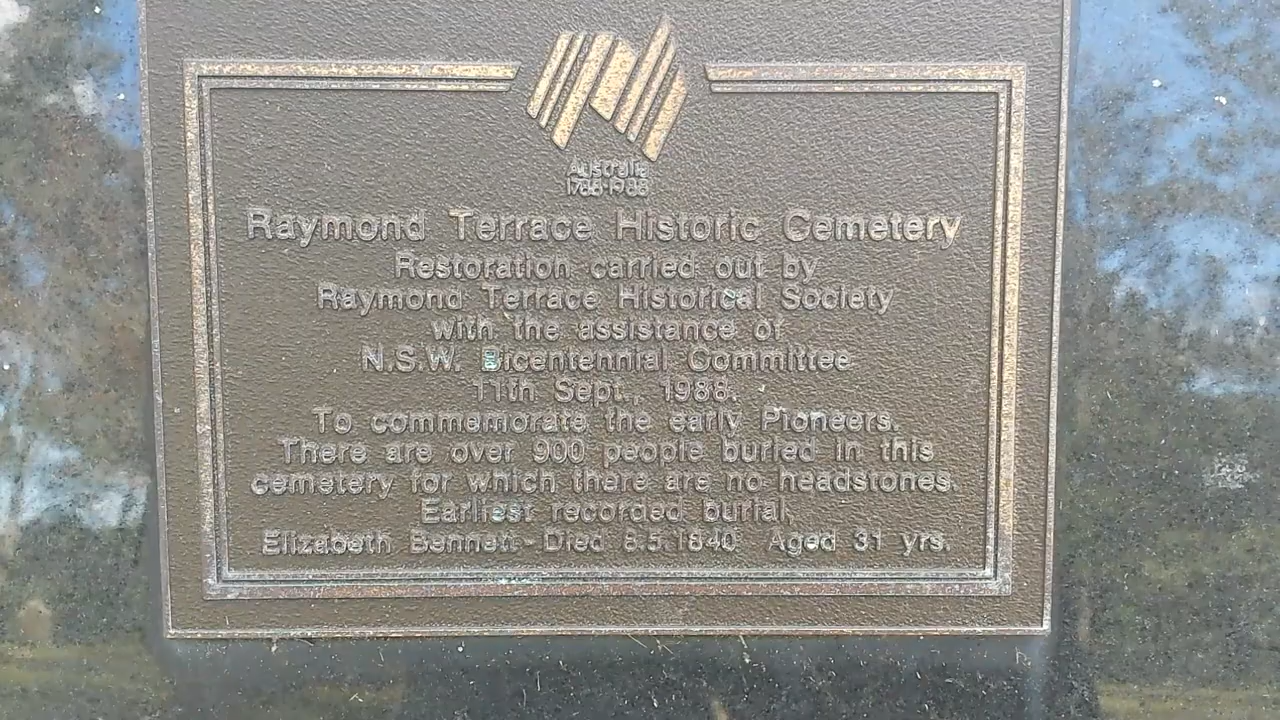 Australia
1788-1988
Raymond Terrace Historic Cemetery
Restoration carried out by
Raymond Terrace Historical Society
with the assistance of
N.S.W. Bicentennial Committee
11th Sept., 1988.
To commemorate the early Pioneers.
There are over 900 people buried in this
cemetery for which there are no headstones.
Earliest recorded burial,
Elizabeth Bennett - Died 8.5.1840 Aged 31 yrs.